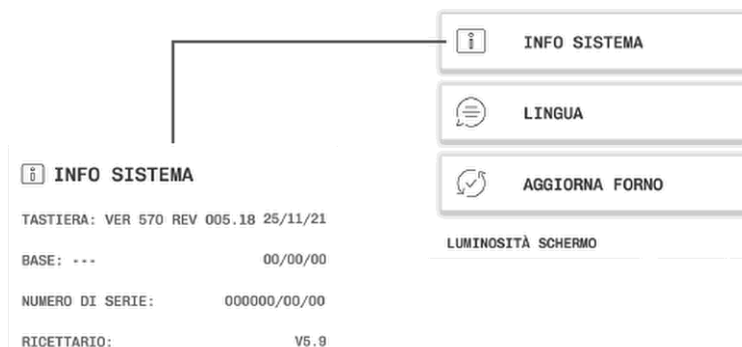 INFO SISTEMA
LINGUA
AGGIORNA FORNO
LUMINOSITÀ SCHERMO
INFO SISTEMA
TASTIERA: VER 570 REV 005.18 25/11/21
BASE: --- 00/00/00
NUMERO DI SERIE: 000000/00/00
RICETTARIO: V5.9